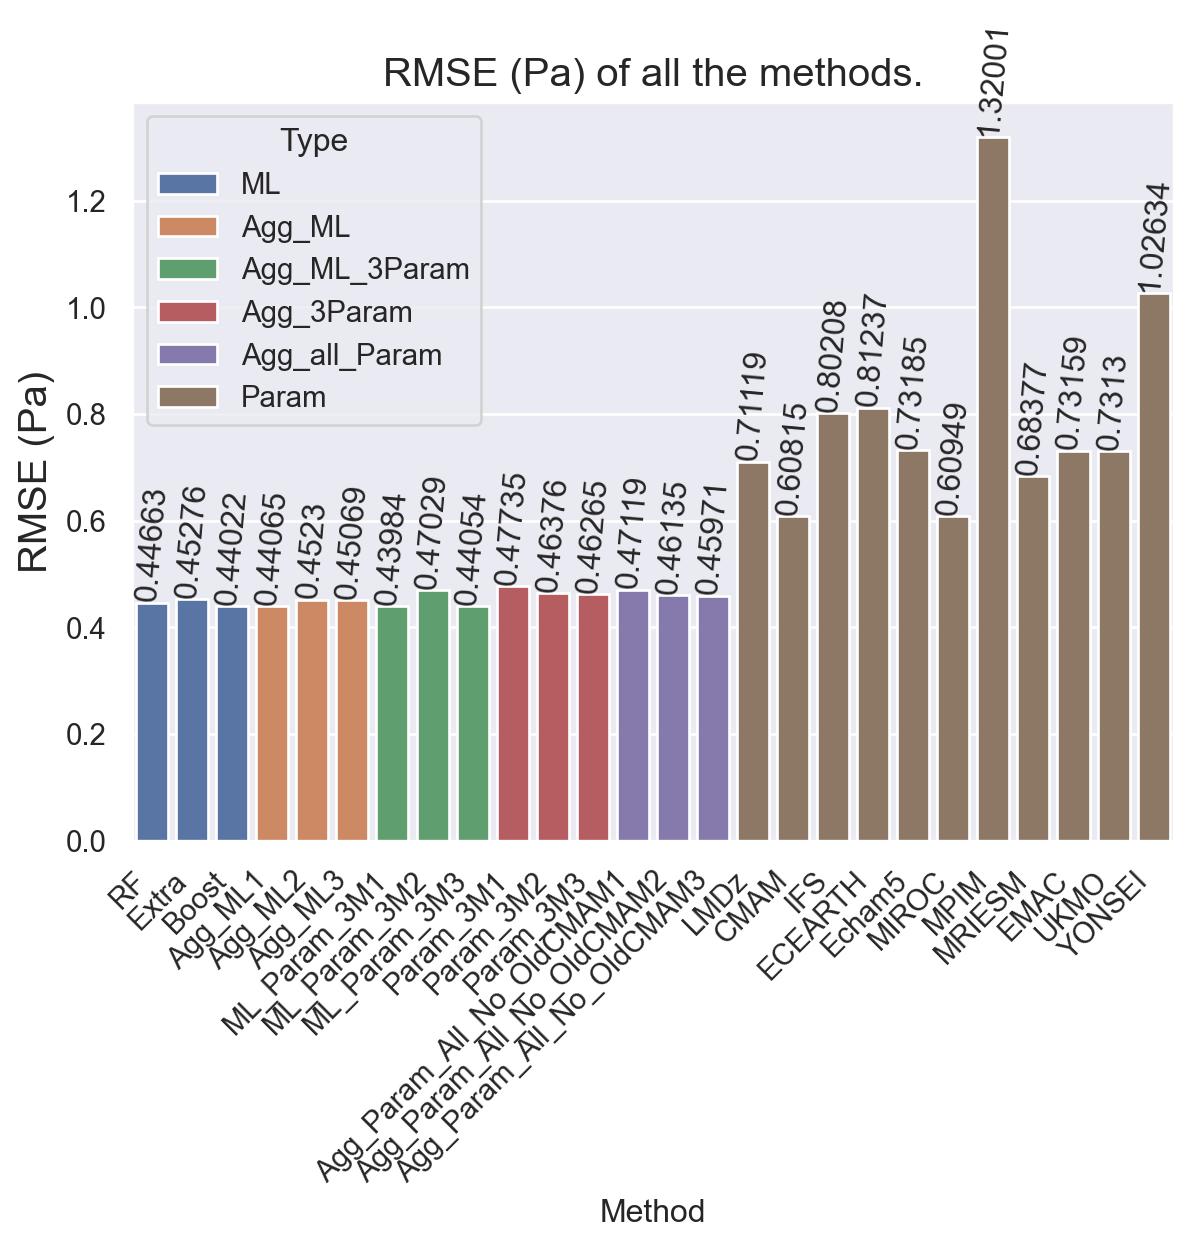 RMSE (Pa) of all the methods.
Type
ML
Agg_ML
Agg_ML_3Param
Agg_3Param
Agg_all_Param
Param
RMSE (Pa)
1.2
1.0
0.8
0.6
0.4
0.2
0.0
0.44663
0.45276
0.44022
0.44065
0.4523
0.45069
0.43984
0.47029
0.44054
0.47735
0.46376
0.46265
0.47119
0.46135
0.45971
0.71119
0.60815
0.80208
0.81237
0.73185
0.60949
1.32001
0.68377
0.73159
0.7313
1.02634
RF
Extra
Boost
Agg_ML1
Agg_ML2
Agg_ML3
ML_Param_3M1
ML_Param_3M2
ML_Param_3M3
Param_3M1
Param_3M2
Param_3M3
Agg_Param_All_No_OldCMAM1
Agg_Param_All_No_OldCMAM2
Agg_Param_All_No_OldCMAM3
LMDz
CMAM
IFS
ECEARTH
Echam5
MIROC
MPIM
MRIESM
EMAC
UKMO
YONSEI
Method